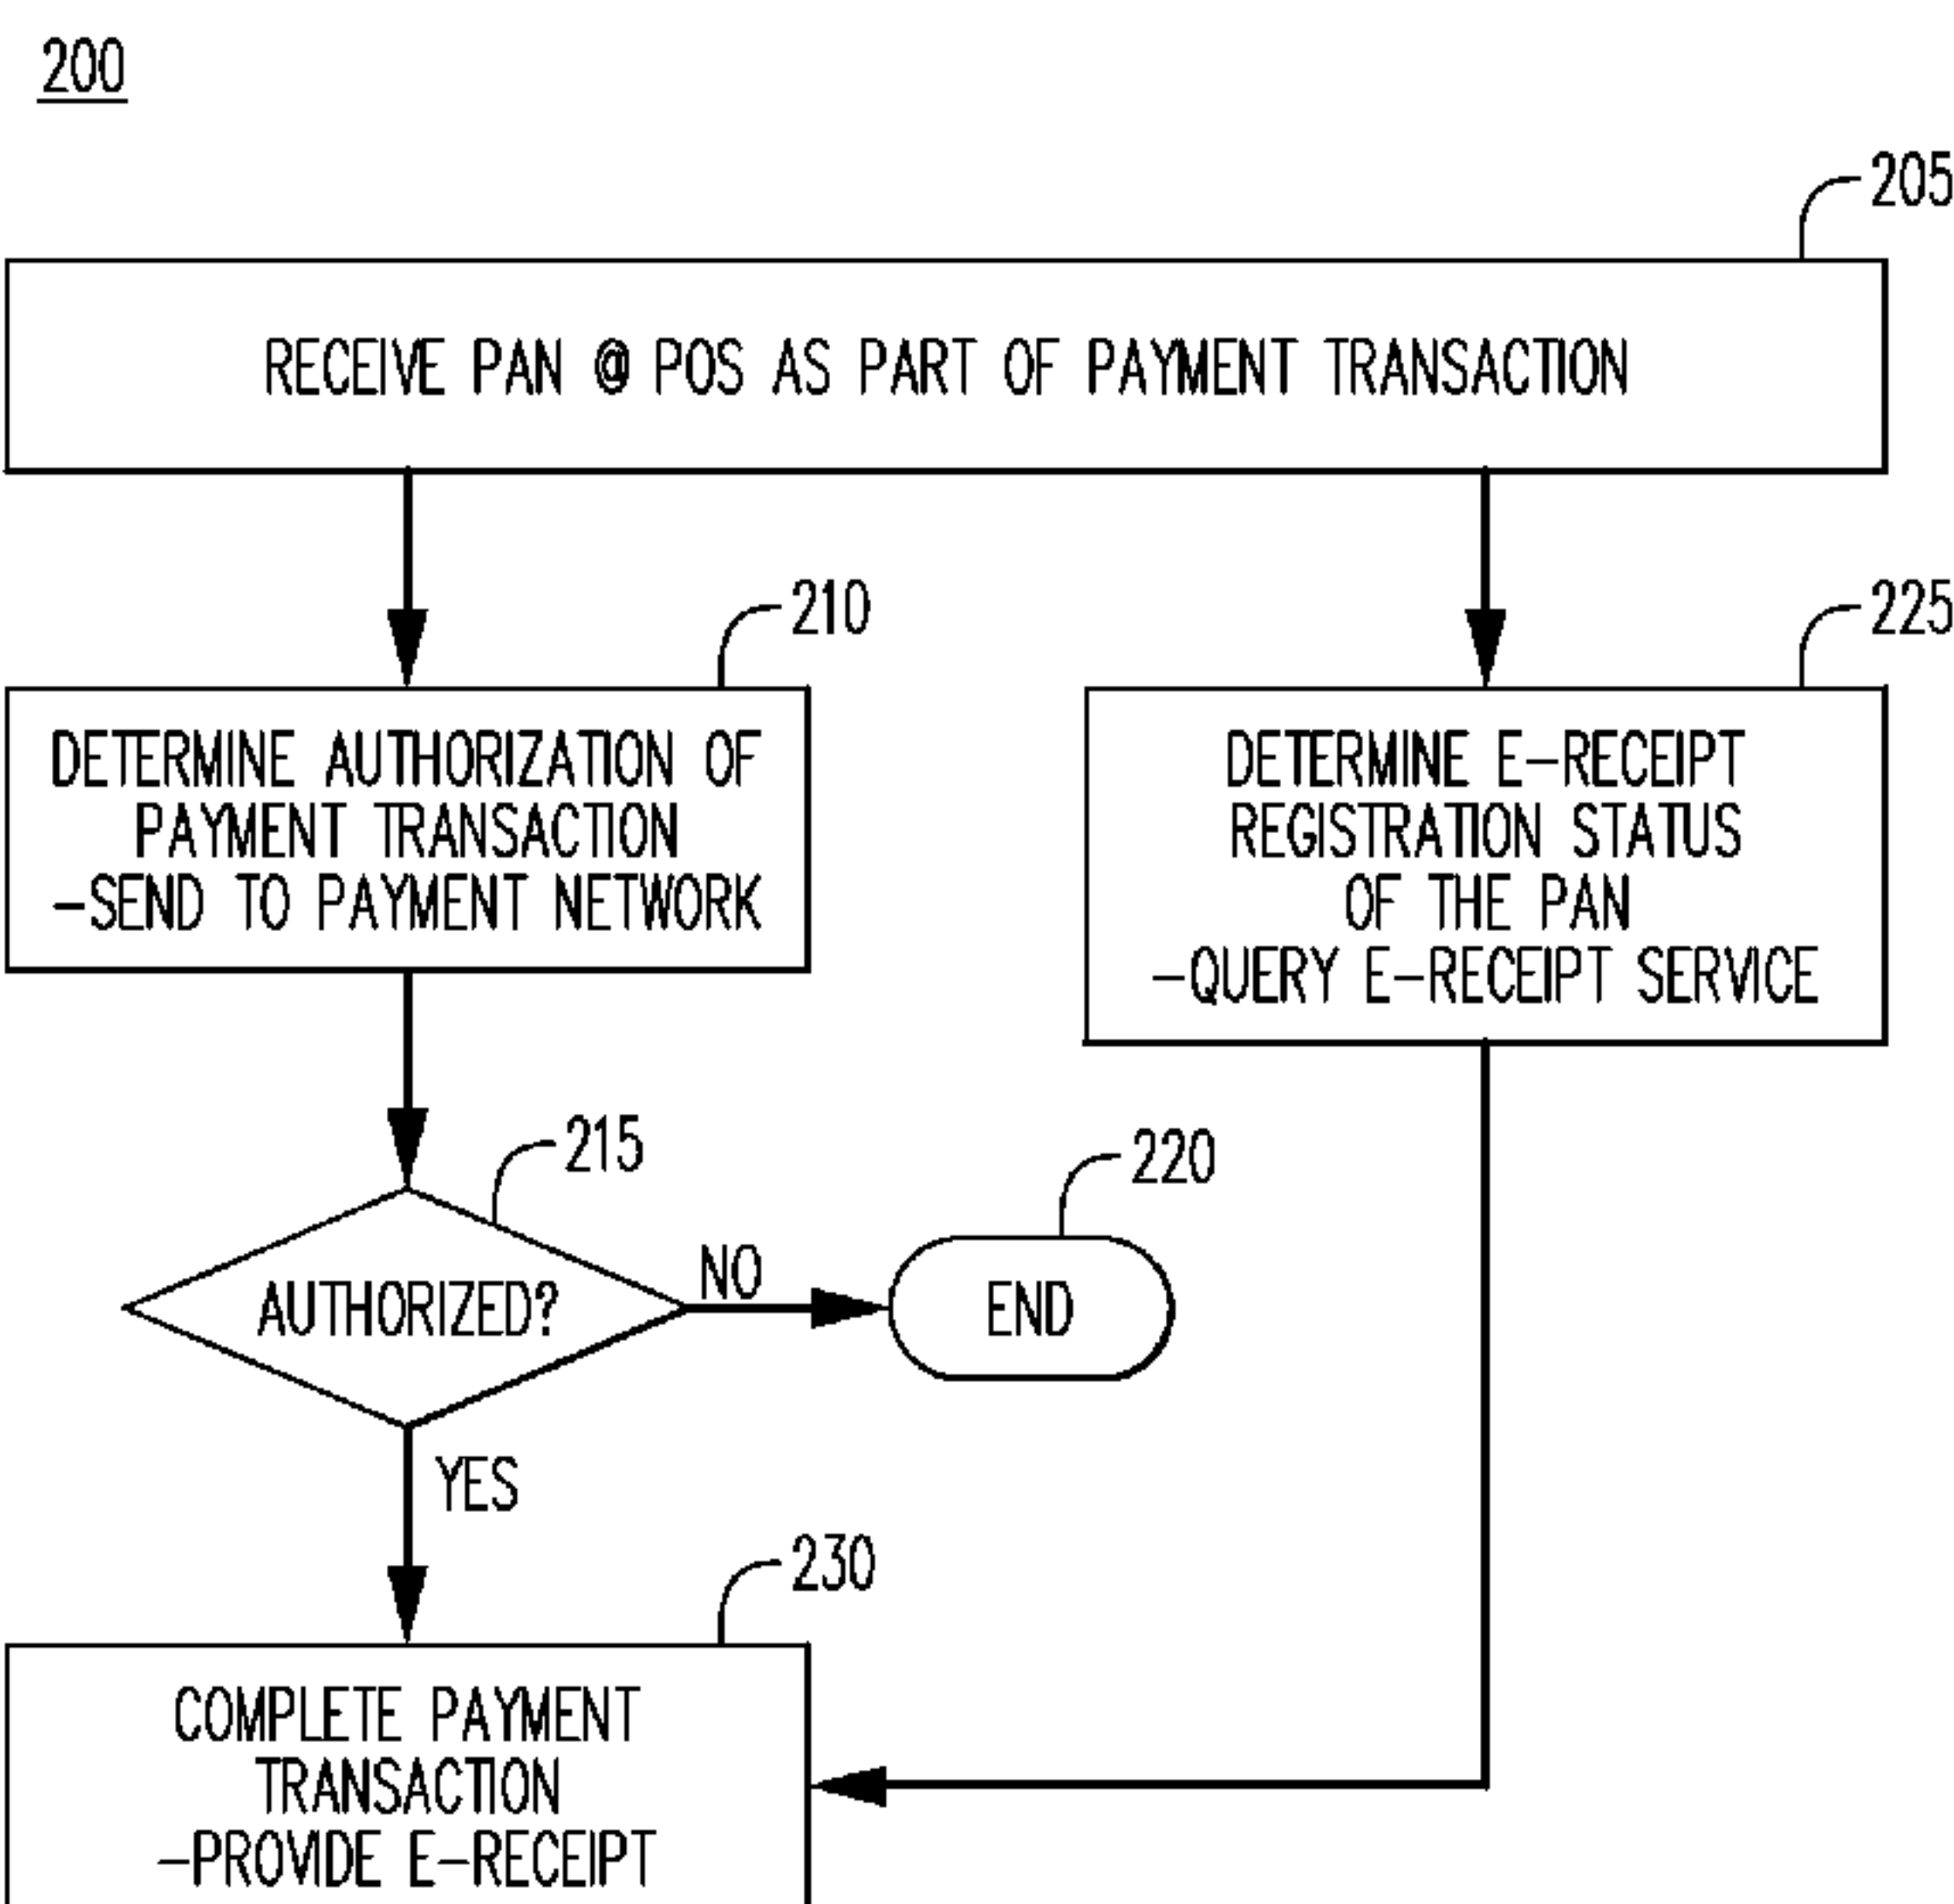 200
205
RECEIVE PAN @ POS AS PART OF PAYMENT TRANSACTION
210
DETERMINE AUTHORIZATION OF
PAYMENT TRANSACTION
-SEND TO PAYMENT NETWORK
225
DETERMINE E-RECEIPT
REGISTRATION STATUS
OF THE PAN
-QUERY E-RECEIPT SERVICE
215
AUTHORIZED?
NO
220
END
YES
230
COMPLETE PAYMENT
TRANSACTION
-PROVIDE E-RECEIPT